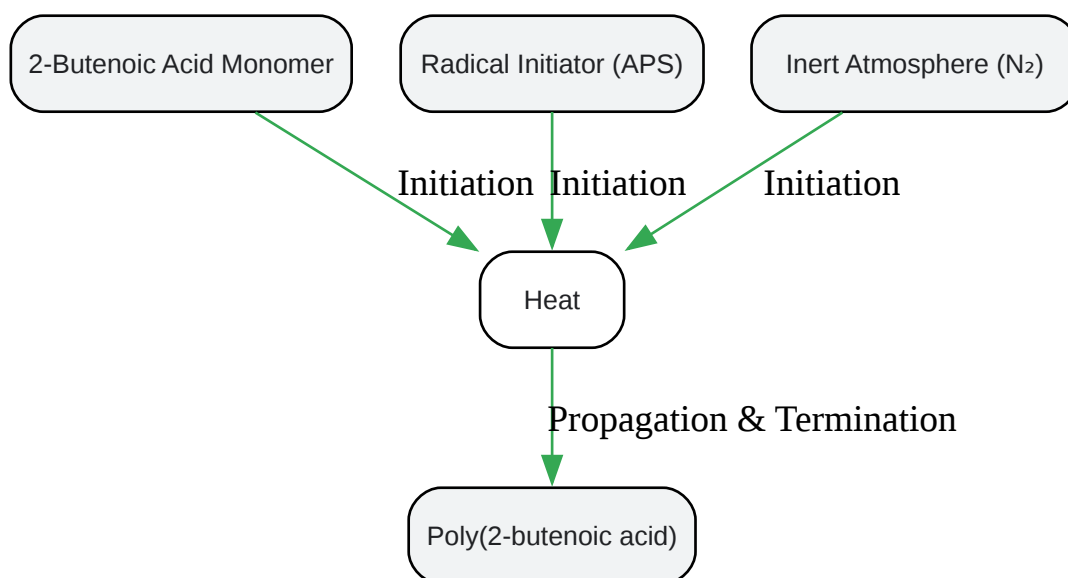 2-Butenoic Acid Monomer
Radical Initiator (APS)
Inert Atmosphere (N₂)
Initiation
Initiation
Initiation
Heat
Propagation & Termination
Poly(2-butenoic acid)